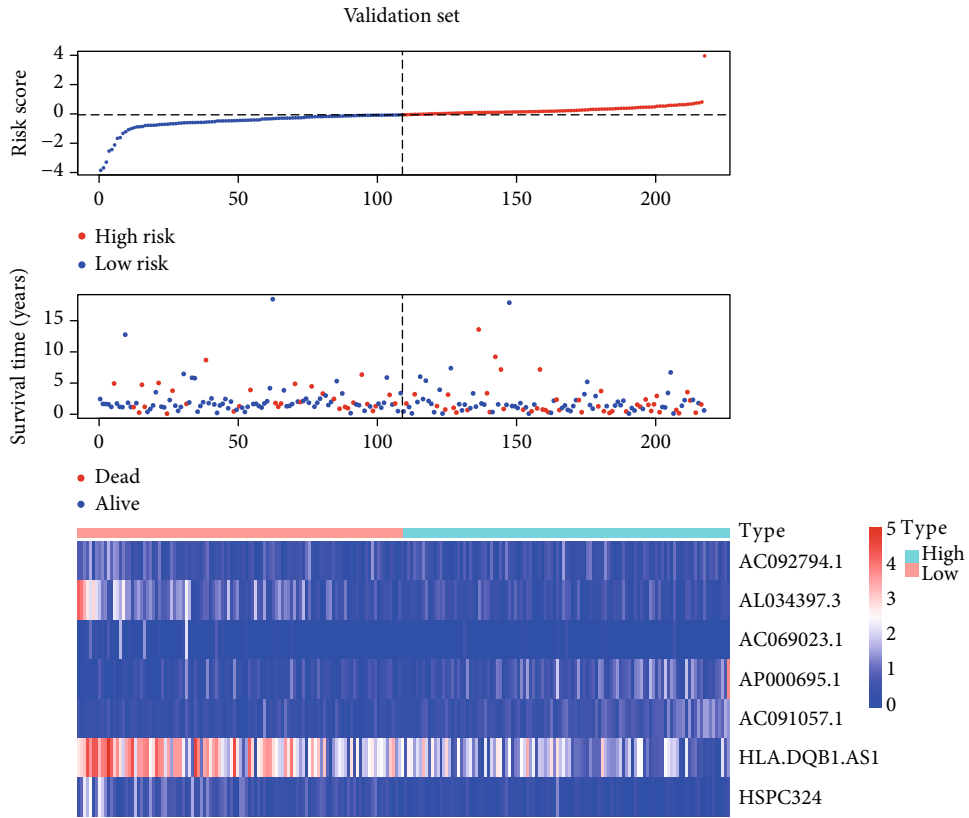 Validation set
Risk score
4
2
0
−2
−4
0 50 100 150 200
High risk
Low risk
Survival time (years)
15
10
5
0
0 50 100 150 200
Dead
Alive
Type
AC092794.1
AL034397.3
AC069023.1
AP000695.1
AC091057.1
HLA.DQB1.AS1
HSPC324
5
4
3
2
1
0
Type
High
Low